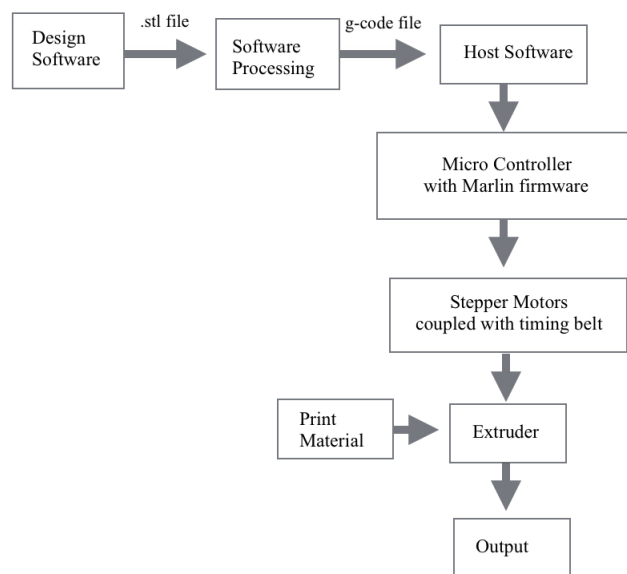 Design
Software
.stl file
Software
Processing
g-code file
Host Software
Micro Controller
with Marlin firmware
Stepper Motors
coupled with timing belt
Print
Material
Extruder
Output